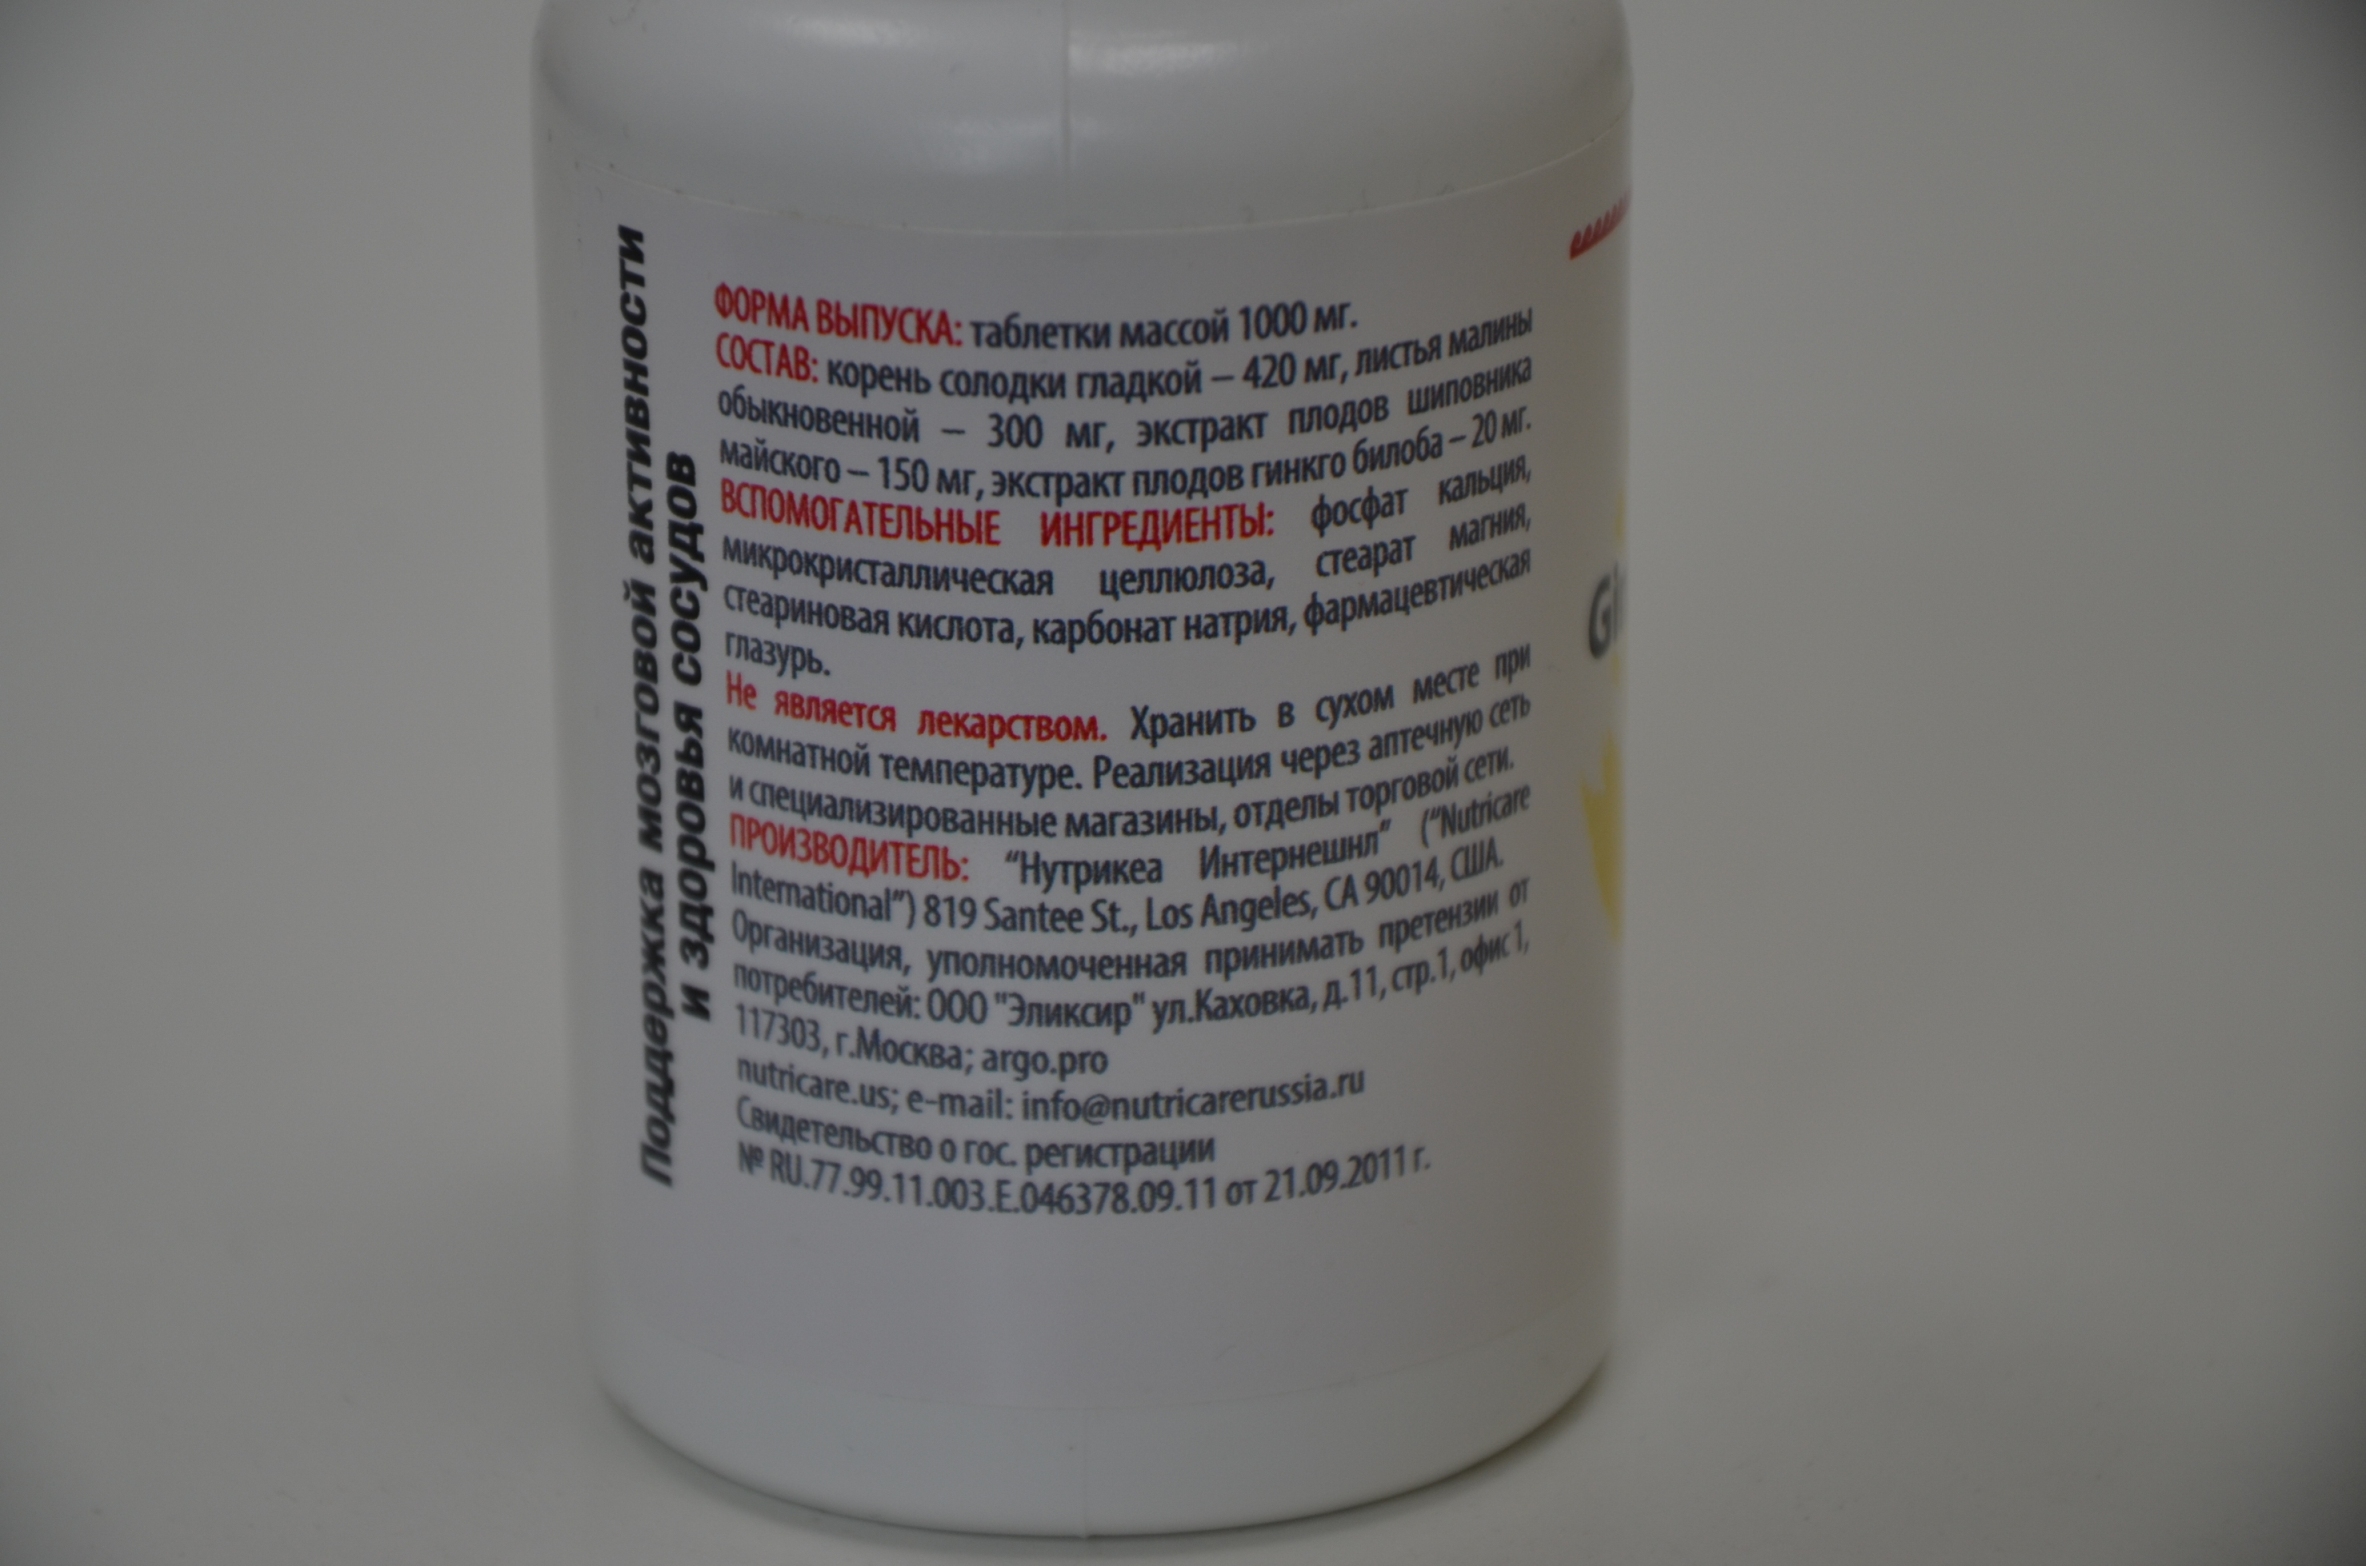 Поддержка мозговой активности
и здоровья сосудов
ФОРМА ВЫПУСКА: таблетки массой 1000 мг.
СОСТАВ: корень солодки гладкой – 420 мг, листья малины
обыкновенной – 300 мг, экстракт плодов шиповника
майского – 150 мг, экстракт плодов гинкго билоба – 20 мг.
ВСПОМОГАТЕЛЬНЫЕ ИНГРЕДИЕНТЫ: фосфат кальция,
микрокристаллическая целлюлоза, стеарат магния,
стеариновая кислота, карбонат натрия, фармацевтическая
глазурь.
Не является лекарством. Хранить в сухом месте при
комнатной температуре. Реализация через аптечную сеть
и специализированные магазины, отделы торговой сети.
ПРОИЗВОДИТЕЛЬ: “Нутрикеа Интернешнл” (“Nutricare
International”) 819 Santee St., Los Angeles, CA 90014, США.
Организация, уполномоченная принимать претензии от
потребителей: ООО "Эликсир" ул.Каховка, д.11, стр.1, офис 1,
117303, г.Москва; argo.pro
nutricare.us; e-mail: info@nutricarerussia.ru
Свидетельство о гос. регистрации
№ RU.77.99.11.003.Е.046378.09.11 от 21.09.2011 г.